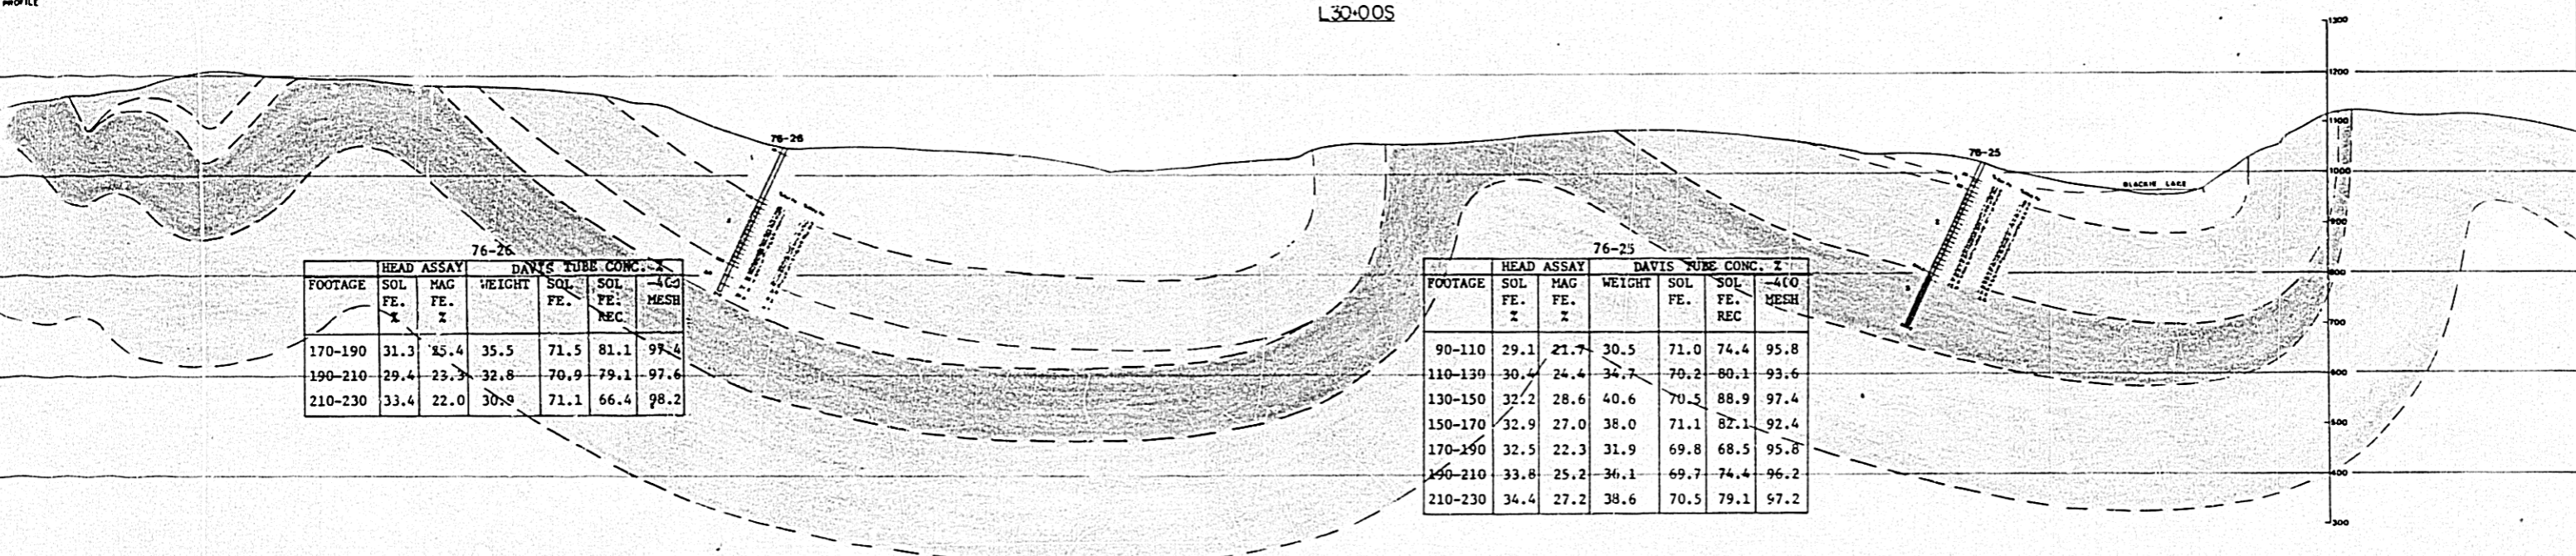 PROFILE
L30+00S
1300
1200
1100
1000
900
800
700
600
500
400
300
76-26
76-25
BLACKIE LAKE
76-26
HEAD ASSAY DAVIS TUBE CONC. %
FOOTAGE SOL FE. % MAG FE. % WEIGHT SOL FE. SOL FE. REC -400 MESH
170-190 31.3 25.4 35.5 71.5 81.1 97.4
190-210 29.4 23.3 32.8 70.9 79.1 97.6
210-230 33.4 22.0 30.9 71.1 66.4 98.2
76-25
HEAD ASSAY DAVIS TUBE CONC. %
FOOTAGE SOL FE. % MAG FE. % WEIGHT SOL FE. SOL FE. REC -400 MESH
90-110 29.1 21.7 30.5 71.0 74.4 95.8
110-130 30.4 24.4 34.7 70.2 80.1 93.6
130-150 32.2 28.6 40.6 70.5 88.9 97.4
150-170 32.9 27.0 38.0 71.1 82.1 92.4
170-190 32.5 22.3 31.9 69.8 68.5 95.8
190-210 33.8 25.2 36.1 69.7 74.4 96.2
210-230 34.4 27.2 38.6 70.5 79.1 97.2